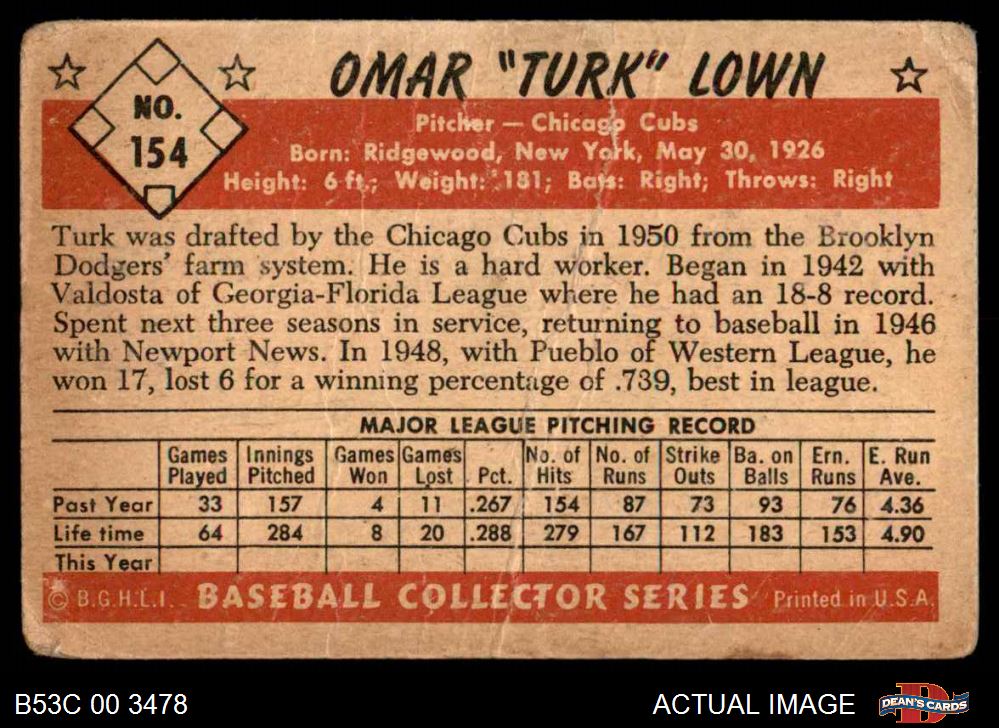 OMAR "TURK" LOWN
NO.
154
Pitcher — Chicago Cubs
Born: Ridgewood, New York, May 30, 1926
Height: 6 ft.; Weight: 181; Bats: Right; Throws: Right
Turk was drafted by the Chicago Cubs in 1950 from the Brooklyn
Dodgers' farm system. He is a hard worker. Began in 1942 with
Valdosta of Georgia-Florida League where he had an 18-8 record.
Spent next three seasons in service, returning to baseball in 1946
with Newport News. In 1948, with Pueblo of Western League, he
won 17, lost 6 for a winning percentage of .739, best in league.
MAJOR LEAGUE PITCHING RECORD
Games Innings Games Games No. of No. of Strike Ba. on Ern. E. Run
Played Pitched Won Lost Pct. Hits Runs Outs Balls Runs Ave.
Past Year 33 157 4 11 .267 154 87 73 93 76 4.36
Life time 64 284 8 20 .288 279 167 112 183 153 4.90
This Year
© B.G.H.L.I. BASEBALL COLLECTOR SERIES Printed in U.S.A.
B53C 00 3478 ACTUAL IMAGE DEAN'S CARDS